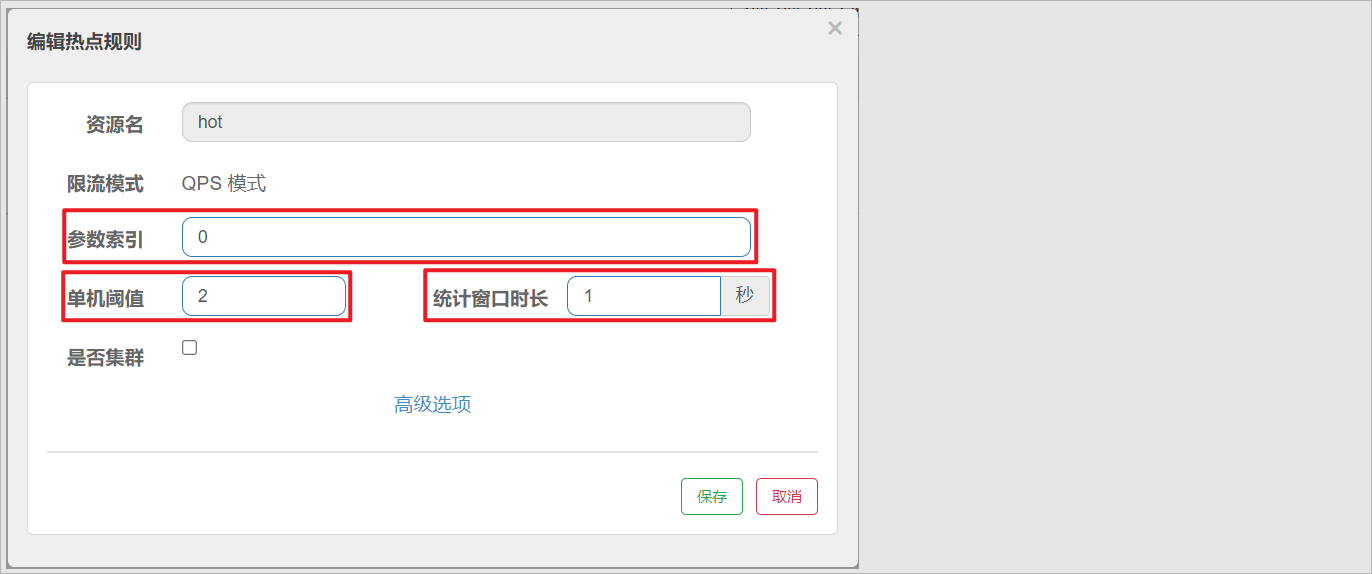 编辑热点规则 ×
资源名 hot
限流模式 QPS 模式
参数索引 0
单机阈值 2 统计窗口时长 1 秒
是否集群
高级选项
保存 取消